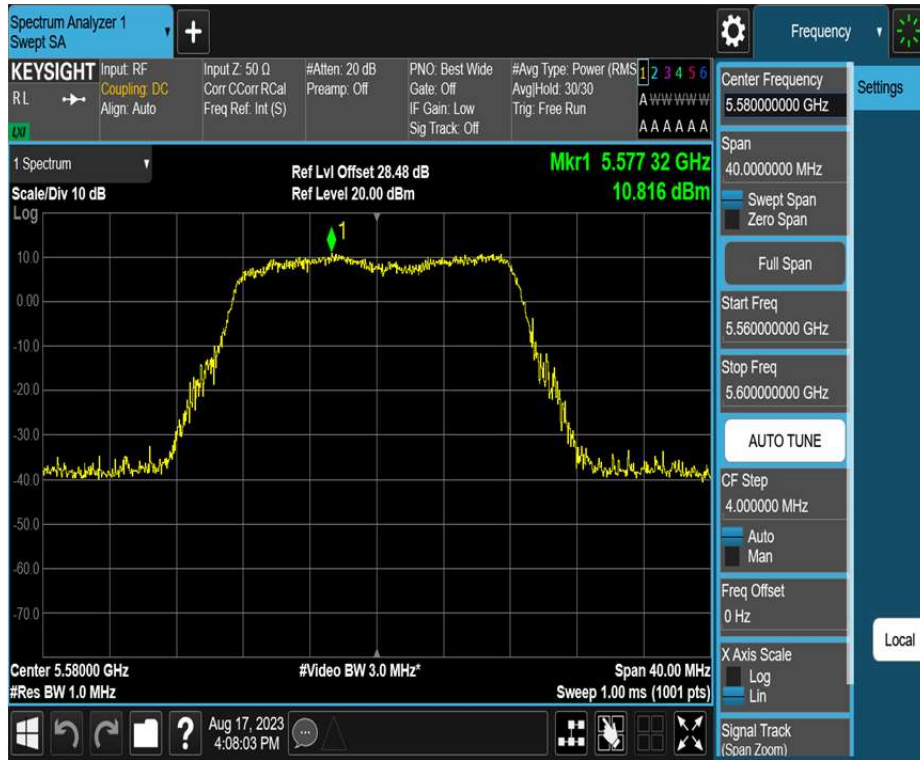 Spectrum Analyzer 1
Swept SA
Frequency
KEYSIGHT
R L
LXI
Input: RF
Coupling: DC
Align: Auto
Input Z: 50 Ω
Corr CCorr RCal
Freq Ref: Int (S)
#Atten: 20 dB
Preamp: Off
PNO: Best Wide
Gate: Off
IF Gain: Low
Sig Track: Off
#Avg Type: Power (RMS
Avg|Hold: 30/30
Trig: Free Run
1 2 3 4 5 6
A W W W W W
A A A A A A
1 Spectrum
Scale/Div 10 dB
Log
Ref Lvl Offset 28.48 dB
Ref Level 20.00 dBm
Mkr1 5.577 32 GHz
10.816 dBm
1
10.0
0.00
-10.0
-20.0
-30.0
-40.0
-50.0
-60.0
-70.0
Center 5.58000 GHz
#Res BW 1.0 MHz
#Video BW 3.0 MHz*
Span 40.00 MHz
Sweep 1.00 ms (1001 pts)
?
Aug 17, 2023
4:08:03 PM
Center Frequency
5.580000000 GHz
Span
40.0000000 MHz
Swept Span
Zero Span
Full Span
Start Freq
5.560000000 GHz
Stop Freq
5.600000000 GHz
AUTO TUNE
CF Step
4.000000 MHz
Auto
Man
Freq Offset
0 Hz
X Axis Scale
Log
Lin
Signal Track
(Span Zoom)
Settings
Local